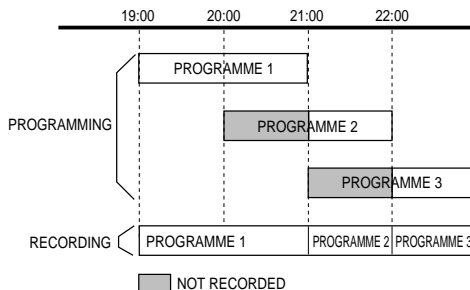 19:00 20:00 21:00 22:00
PROGRAMME 1
PROGRAMMING
PROGRAMME 2
PROGRAMME 3
RECORDING
PROGRAMME 1 PROGRAMME 2 PROGRAMME 3
NOT RECORDED